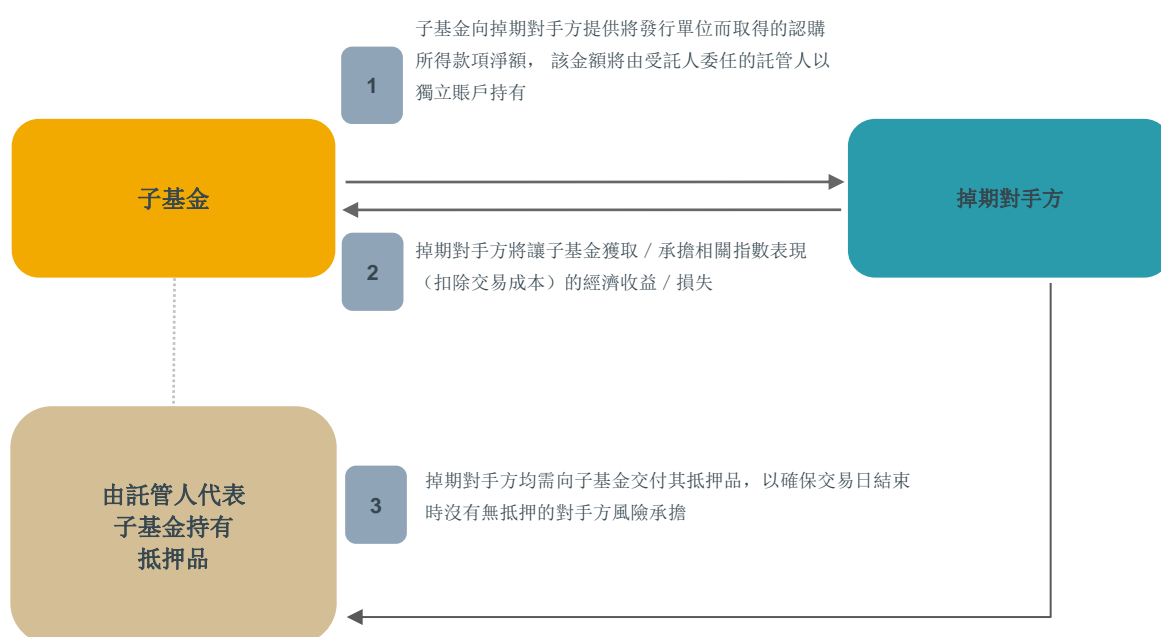 子基金向掉期對手方提供將發行單位而取得的認購
所得款項淨額， 該金額將由受託人委任的託管人以
獨立賬戶持有
1
子基金
掉期對手方
2
掉期對手方將讓子基金獲取 / 承擔相關指數表現
（扣除交易成本）的經濟收益 / 損失
由託管人代表
子基金持有
抵押品
3
掉期對手方均需向子基金交付其抵押品，以確保交易日結束
時沒有無抵押的對手方風險承擔